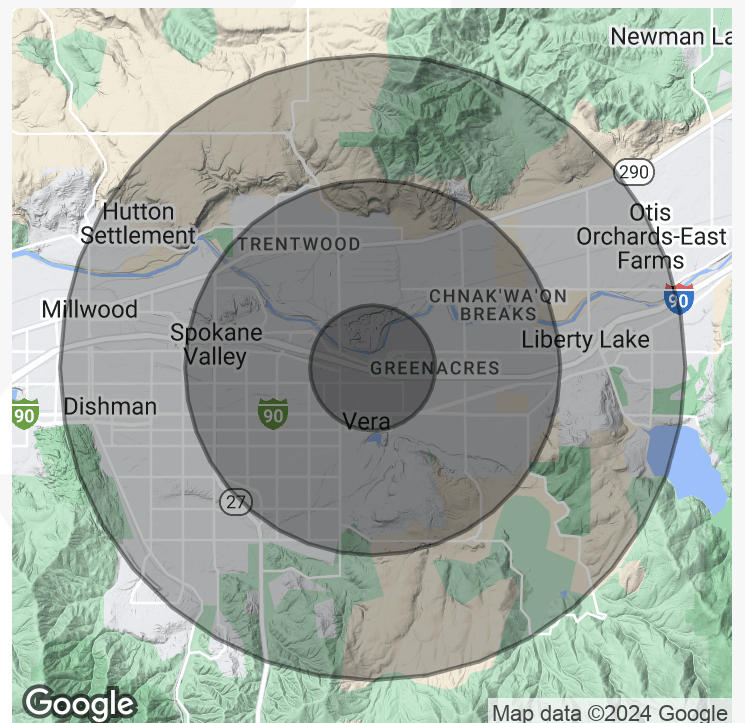 Newman La
290
Hutton
Settlement
Otis
Orchards-East
Farms
TRENTWOOD
90
CHNAK'WA'QN
BREAKS
Millwood
Spokane
Valley
Liberty Lake
GREENACRES
Dishman
90
90
Vera
27
Google
Map data ©2024 Google